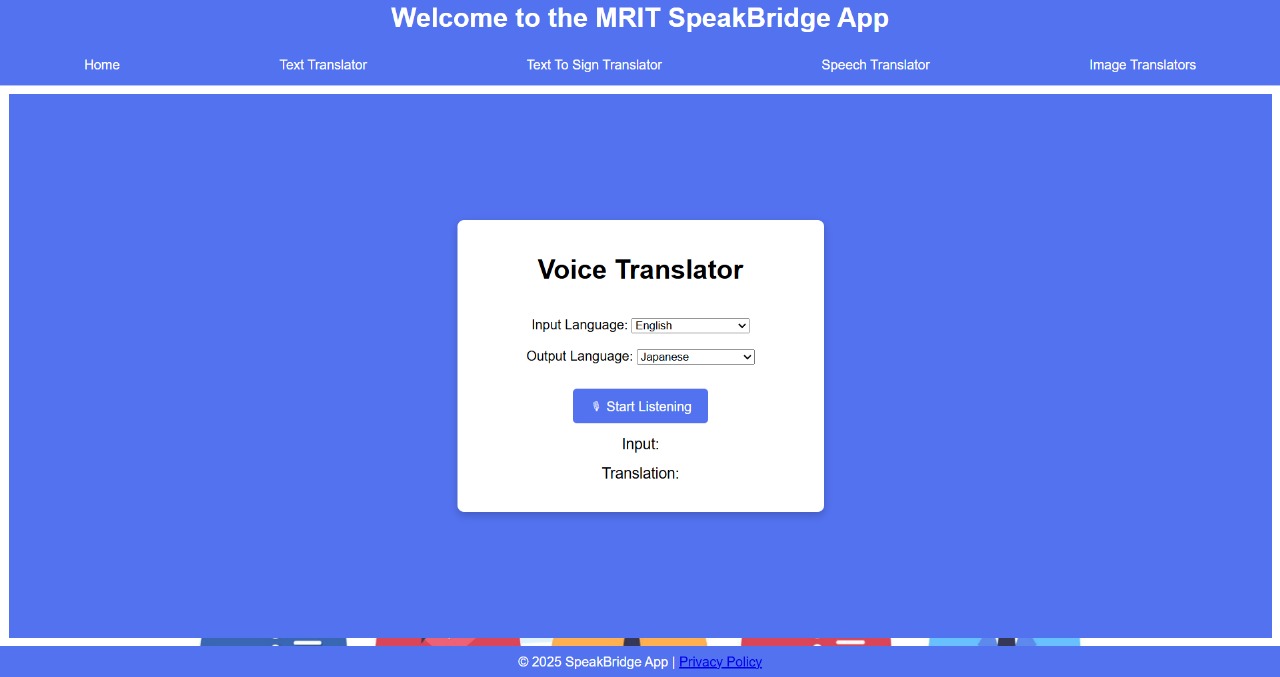 Welcome to the MRIT SpeakBridge App
Home Text Translator Text To Sign Translator Speech Translator Image Translators
Voice Translator
Input Language: English
Output Language: Japanese
🎙 Start Listening
Input:
Translation:
© 2025 SpeakBridge App | Privacy Policy